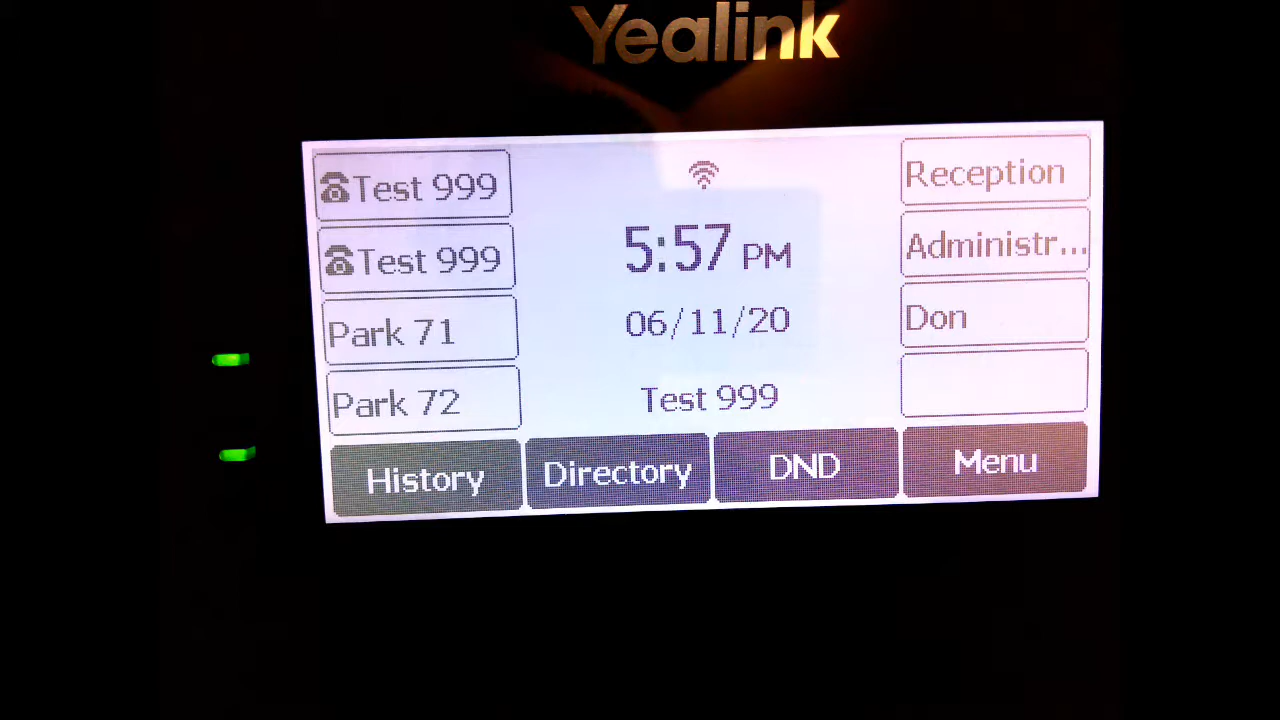 Yealink
Test 999
Test 999
Park 71
Park 72
5:57 PM
06/11/20
Test 999
Reception
Administr...
Don
History
Directory
DND
Menu